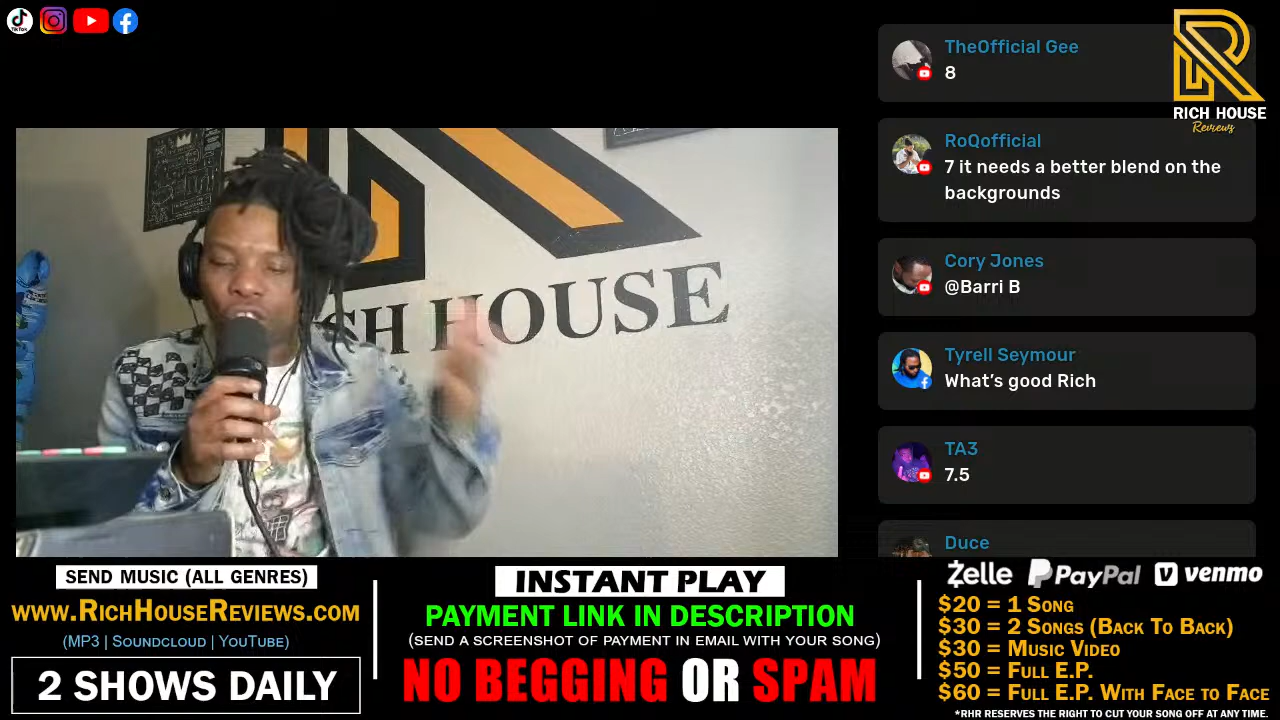 TheOfficial Gee
8
RICH HOUSE
Reviews
RoQofficial
7 it needs a better blend on the
backgrounds
Cory Jones
@Barri B
Tyrell Seymour
What's good Rich
TA3
7.5
Duce
HOUSE
SEND MUSIC (ALL GENRES)
www.RichHouseReviews.com
(MP3 | Soundcloud | YouTube)
2 SHOWS DAILY
INSTANT PLAY
PAYMENT LINK IN DESCRIPTION
(SEND A SCREENSHOT OF PAYMENT IN EMAIL WITH YOUR SONG)
NO BEGGING OR SPAM
Zelle PayPal venmo
$20 = 1 Song
$30 = 2 Songs (Back To Back)
$30 = Music Video
$50 = Full E.P.
$60 = Full E.P. With Face to Face
*RHR RESERVES THE RIGHT TO CUT YOUR SONG OFF AT ANY TIME.